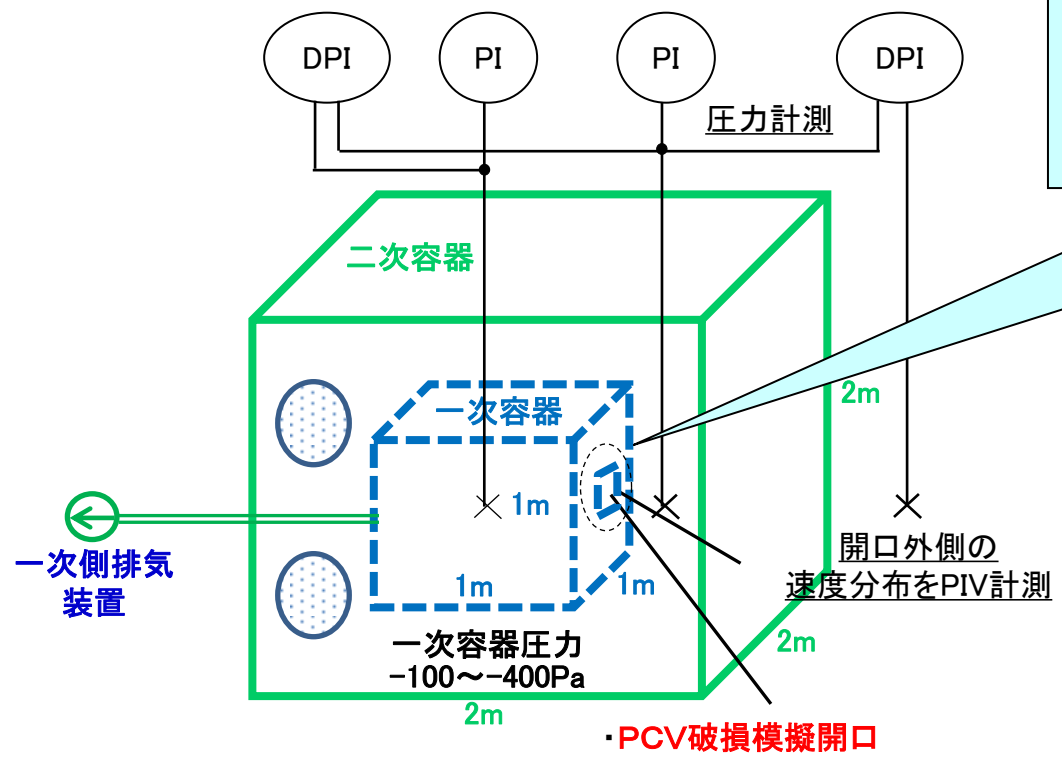 DPI
PI
PI
DPI
圧力計測
二次容器
一次容器
2m
1m
開口外側の
速度分布をPIV計測
一次側排気
装置
1m
1m
一次容器圧力
-100～-400Pa
2m
2m
・PCV破損模擬開口